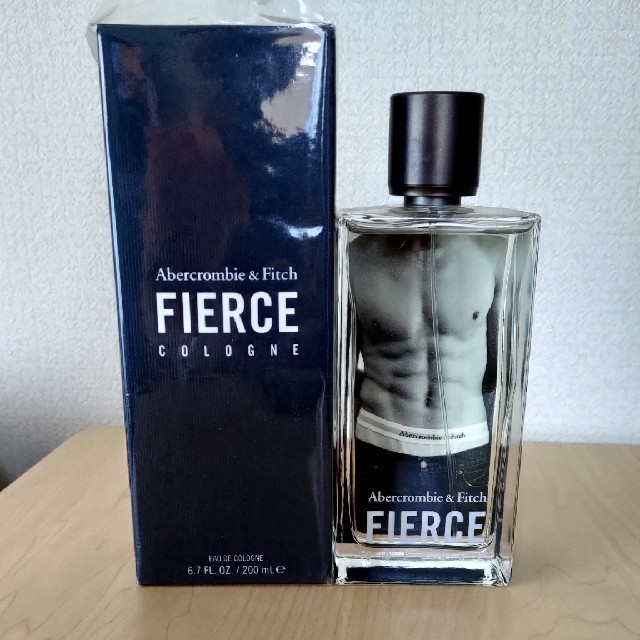 Abercrombie & Fitch
FIERCE
COLOGNE
EAU DE COLOGNE
6.7 FL. OZ. / 200 mL e
Abercrombie & Fitch
Abercrombie & Fitch
FIERCE